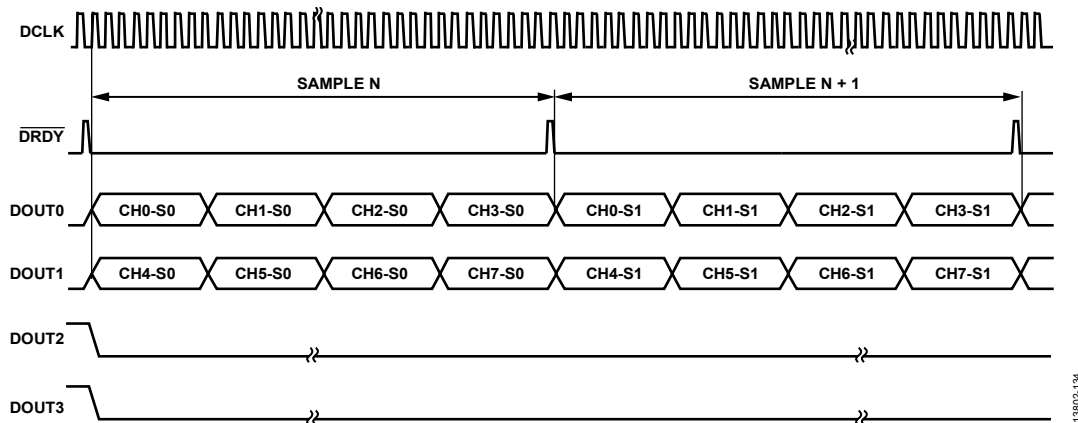 DCLK
SAMPLE N
SAMPLE N + 1
DRDY
DOUT0
CH0-S0
CH1-S0
CH2-S0
CH3-S0
CH0-S1
CH1-S1
CH2-S1
CH3-S1
DOUT1
CH4-S0
CH5-S0
CH6-S0
CH7-S0
CH4-S1
CH5-S1
CH6-S1
CH7-S1
DOUT2
DOUT3
13802-134